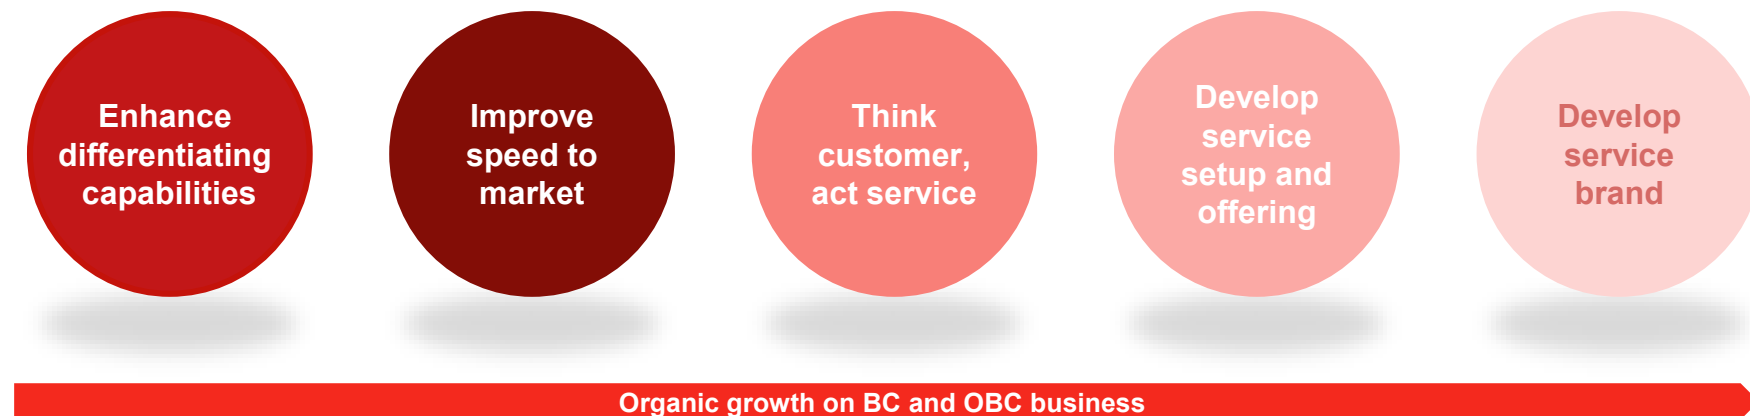 Enhance
differentiating
capabilities
Improve
speed to
market
Think
customer,
act service
Develop
service
setup and
offering
Develop
service
brand
Organic growth on BC and OBC business